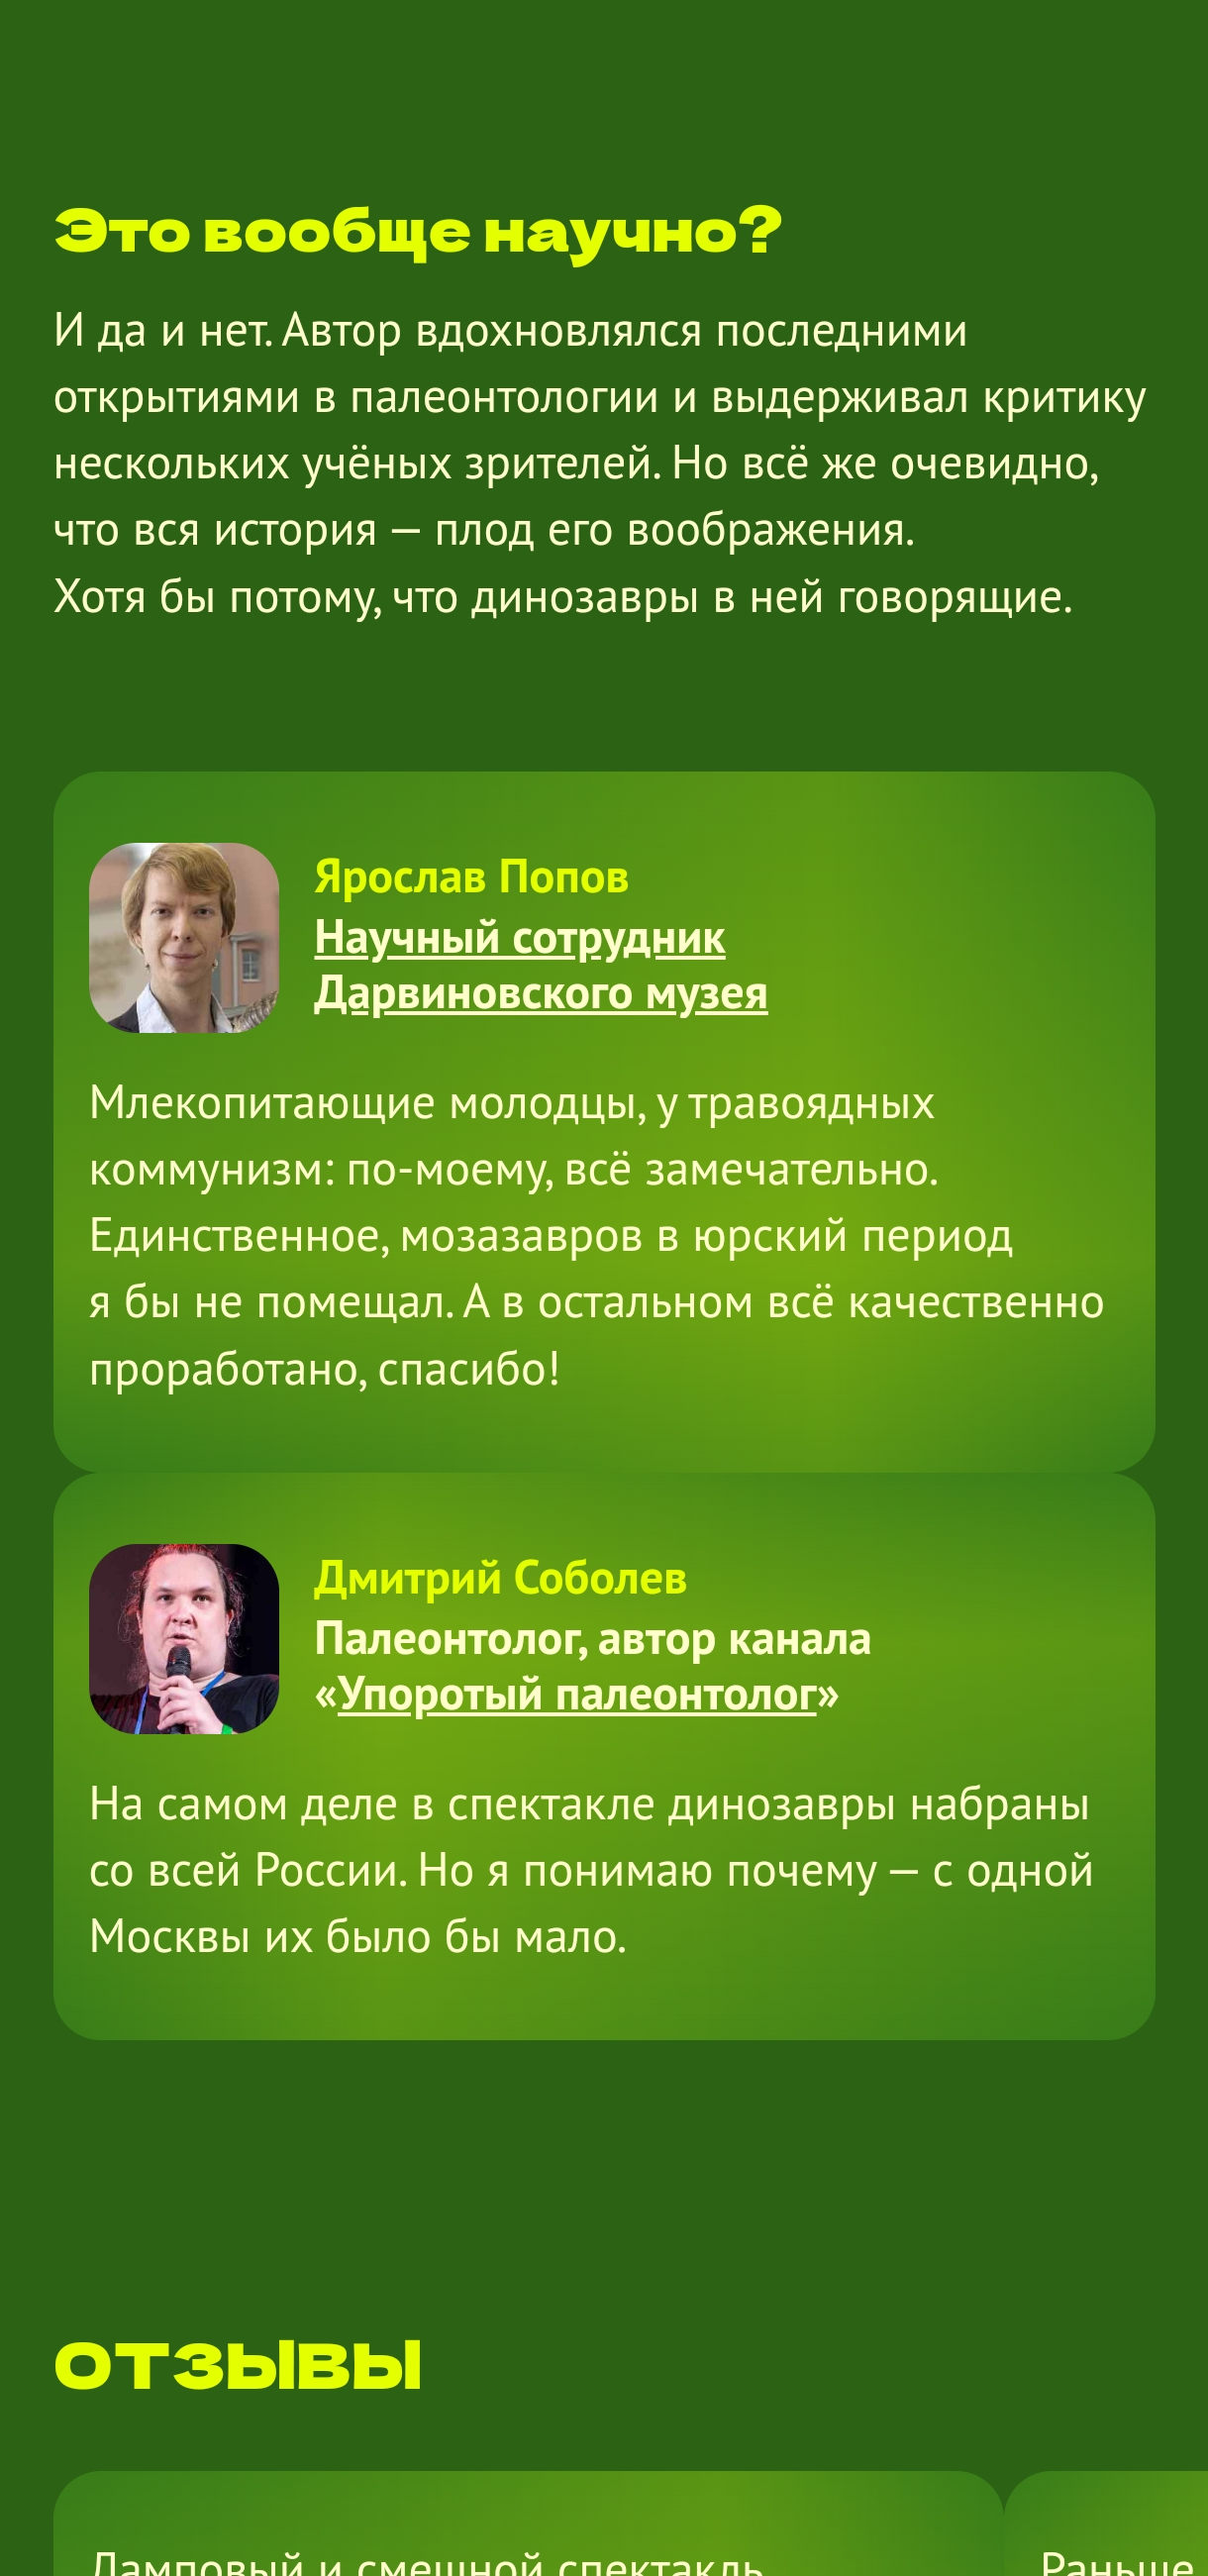 Это вообще научно?
И да и нет. Автор вдохновлялся последними
открытиями в палеонтологии и выдерживал критику
нескольких учёных зрителей. Но всё же очевидно,
что вся история — плод его воображения.
Хотя бы потому, что динозавры в ней говорящие.
Ярослав Попов
Научный сотрудник
Дарвиновского музея
Млекопитающие молодцы, у травоядных
коммунизм: по-моему, всё замечательно.
Единственное, мозазавров в юрский период
я бы не помещал. А в остальном всё качественно
проработано, спасибо!
Дмитрий Соболев
Палеонтолог, автор канала
«Упоротый палеонтолог»
На самом деле в спектакле динозавры набраны
со всей России. Но я понимаю почему — с одной
Москвы их было бы мало.
ОТЗЫВЫ
Ламповый и смешной спектакль
Раньше